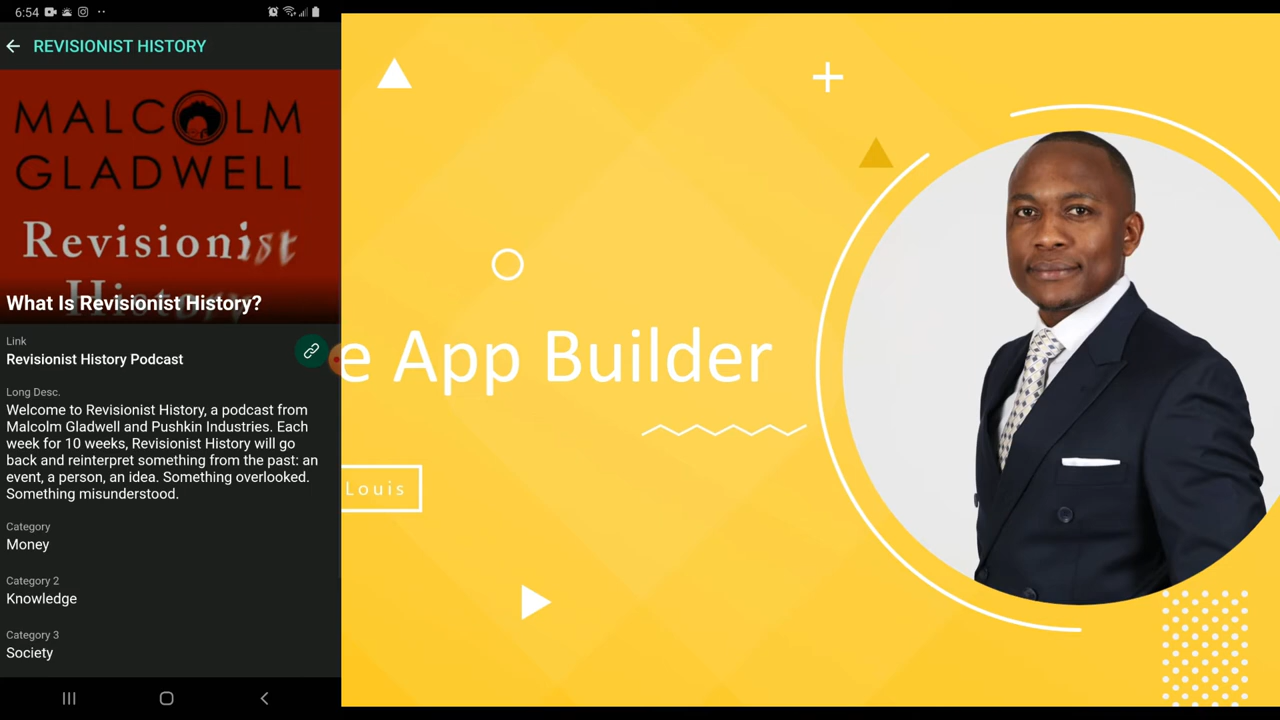 6:54
REVISIONIST HISTORY
MALCOLM
GLADWELL
Revisionist
History
What Is Revisionist History?
Link
Revisionist History Podcast
Long Desc.
Welcome to Revisionist History, a podcast from
Malcolm Gladwell and Pushkin Industries. Each
week for 10 weeks, Revisionist History will go
back and reinterpret something from the past: an
event, a person, an idea. Something overlooked.
Something misunderstood.
Category
Money
Category 2
Knowledge
Category 3
Society
e App Builder
Louis